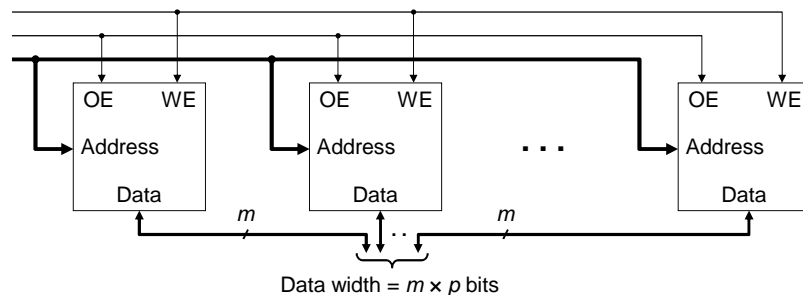 OE WE OE WE OE WE
Address Address . . . Address
Data Data Data
m m
. .
Data width = m × p bits